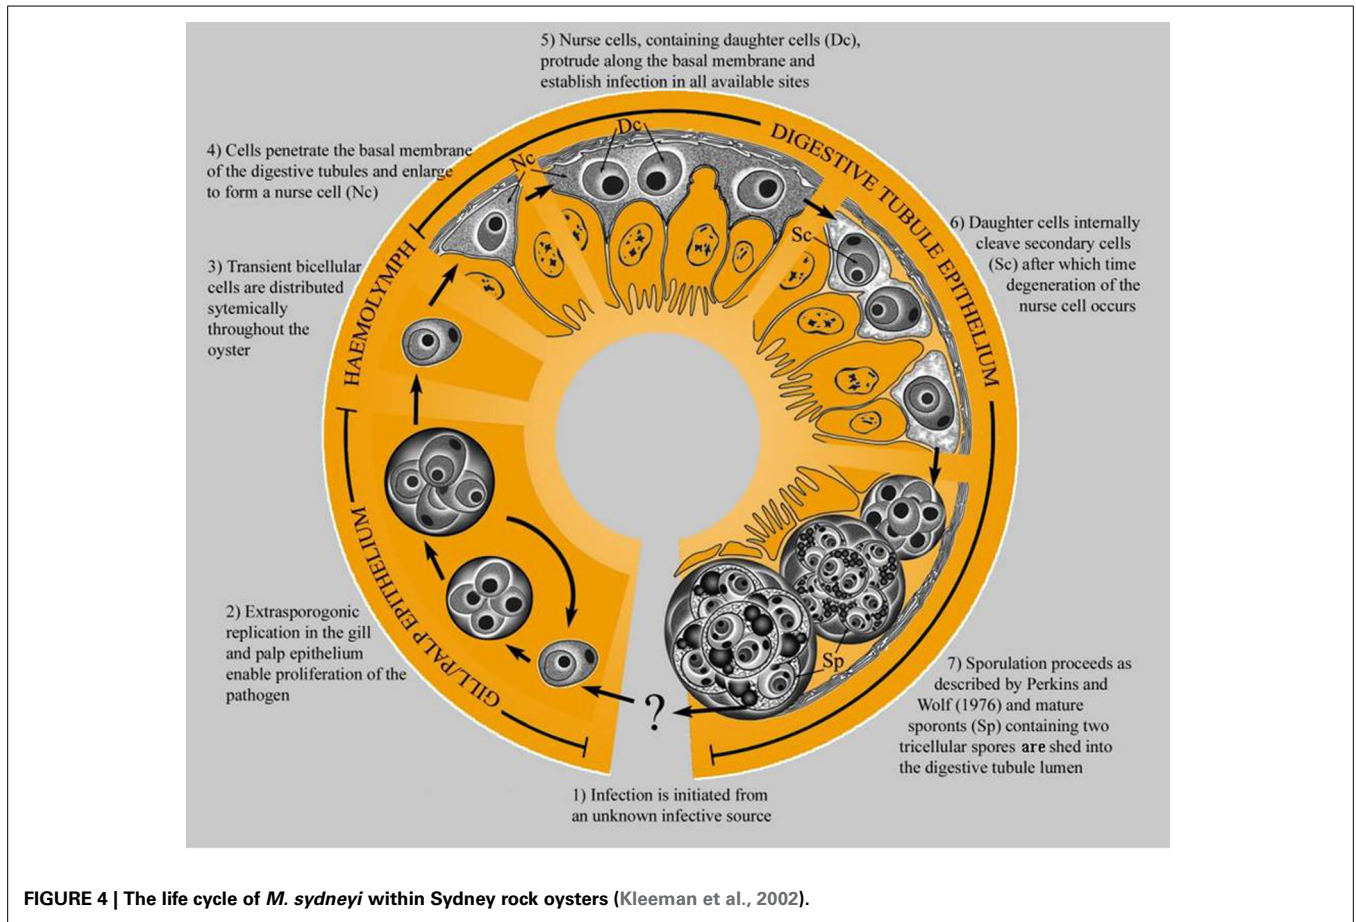 5) Nurse cells, containing daughter cells (Dc),
protrude along the basal membrane and
establish infection in all available sites
Dc
DIGESTIVE TUBULE EPITHELIUM
4) Cells penetrate the basal membrane
of the digestive tubules and enlarge
to form a nurse cell (Nc)
Nc
6) Daughter cells internally
cleave secondary cells
(Sc) after which time
degeneration of the
nurse cell occurs
Sc
HAEMOLYMPH
3) Transient bicellular
cells are distributed
sytemically
throughout the
oyster
GILL/PALP EPITHELIUM
2) Extrasporogonic
replication in the gill
and palp epithelium
enable proliferation of the
pathogen
Sp
7) Sporulation proceeds as
described by Perkins and
Wolf (1976) and mature
sporonts (Sp) containing two
tricellular spores are shed into
the digestive tubule lumen
?
1) Infection is initiated from
an unknown infective source
FIGURE 4 | The life cycle of M. sydneyi within Sydney rock oysters (Kleeman et al., 2002).